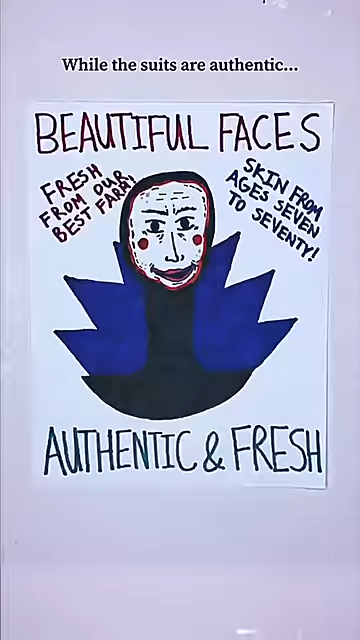 While the suits are authentic...
BEAUTIFUL FACES
FRESH
FROM OUR
BEST FARM!
SKIN FROM
AGES SEVEN
TO SEVENTY!
AUTHENTIC & FRESH